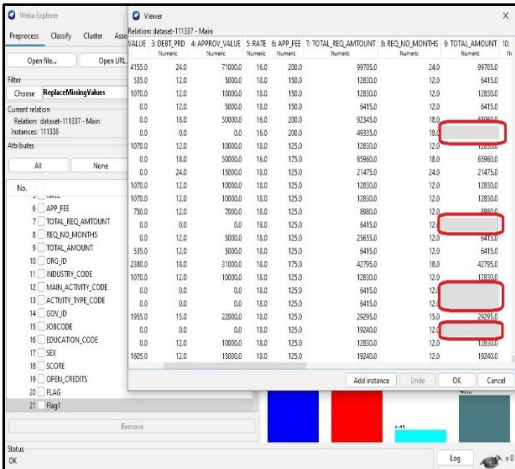 Weka Explorer
Preprocess Classify Cluster Asso
Open file... Open URL
Filter
Choose ReplaceMissingValues
Current relation
Relation: dataset-111337 - Main
Instances: 111338
Attributes
All None
No.
6 APP_FEE
7 TOTAL_REQ_AMTOUNT
8 REQ_NO_MONTHS
9 TOTAL_AMOUNT
10 ORG_ID
11 INDUSTRY_CODE
12 MAIN_ACTIVITY_CODE
13 ACTIVITY_TYPE_CODE
14 GOV_ID
15 JOBCODE
16 EDUCATION_CODE
17 SEX
18 SCORE
19 OPEN_CREDITS
20 FLAG
21 Flag1
Remove
Status
OK
Log x 0
Viewer
Relation: dataset-111337 - Main
VALUE 3: DEBT_PRD 4: APPROV_VALUE 5: RATE 6: APP_FEE 7: TOTAL_REQ_AMTOUNT 8: REQ_NO_MONTHS 9: TOTAL_AMOUNT 10:
Numeric Numeric Numeric Numeric Numeric Numeric Numeric
4155.0 24.0 71000.0 16.0 200.0 99705.0 24.0 99705.0
535.0 12.0 5000.0 18.0 150.0 12830.0 12.0 6415.0
1070.0 12.0 10000.0 18.0 150.0 12830.0 12.0 12830.0
0.0 12.0 5000.0 18.0 150.0 6415.0 12.0 6415.0
0.0 18.0 50000.0 16.0 200.0 92345.0 18.0 65960.0
0.0 0.0 0.0 16.0 200.0 49335.0 18.0
1070.0 12.0 10000.0 18.0 125.0 12830.0 12.0 12830.0
0.0 18.0 50000.0 16.0 175.0 65960.0 18.0 65960.0
0.0 24.0 15000.0 18.0 125.0 21475.0 24.0 21475.0
1070.0 12.0 10000.0 18.0 125.0 12830.0 12.0 12830.0
1070.0 12.0 10000.0 18.0 125.0 12830.0 12.0 12830.0
750.0 12.0 7000.0 18.0 125.0 8980.0 12.0 8980.0
0.0 0.0 0.0 18.0 125.0 6415.0 12.0
0.0 12.0 5000.0 18.0 125.0 25655.0 12.0 6415.0
535.0 12.0 5000.0 18.0 125.0 6415.0 12.0 6415.0
2380.0 18.0 31000.0 18.0 175.0 42795.0 18.0 42795.0
1070.0 12.0 10000.0 18.0 125.0 12830.0 12.0 12830.0
0.0 0.0 0.0 18.0 125.0 6415.0 12.0
0.0 0.0 0.0 18.0 125.0 6415.0 12.0
1955.0 15.0 22000.0 18.0 125.0 29295.0 15.0 29295.0
0.0 0.0 0.0 18.0 125.0 19240.0 12.0
0.0 12.0 10000.0 18.0 125.0 12830.0 12.0 12830.0
1605.0 12.0 15000.0 18.0 125.0 19240.0 12.0 19240.0
Add instance Undo OK Cancel